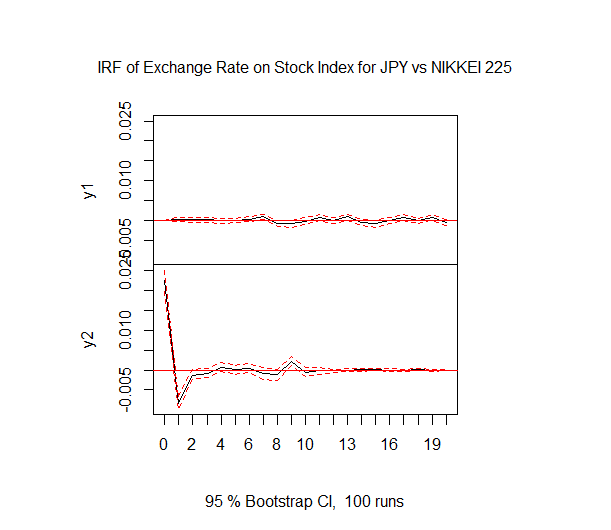 IRF of Exchange Rate on Stock Index for JPY vs NIKKEI 225
0.025
0.010
-0.005
y1
0.025
0.010
-0.005
y2
0 2 4 6 8 10 13 16 19
95 % Bootstrap CI, 100 runs